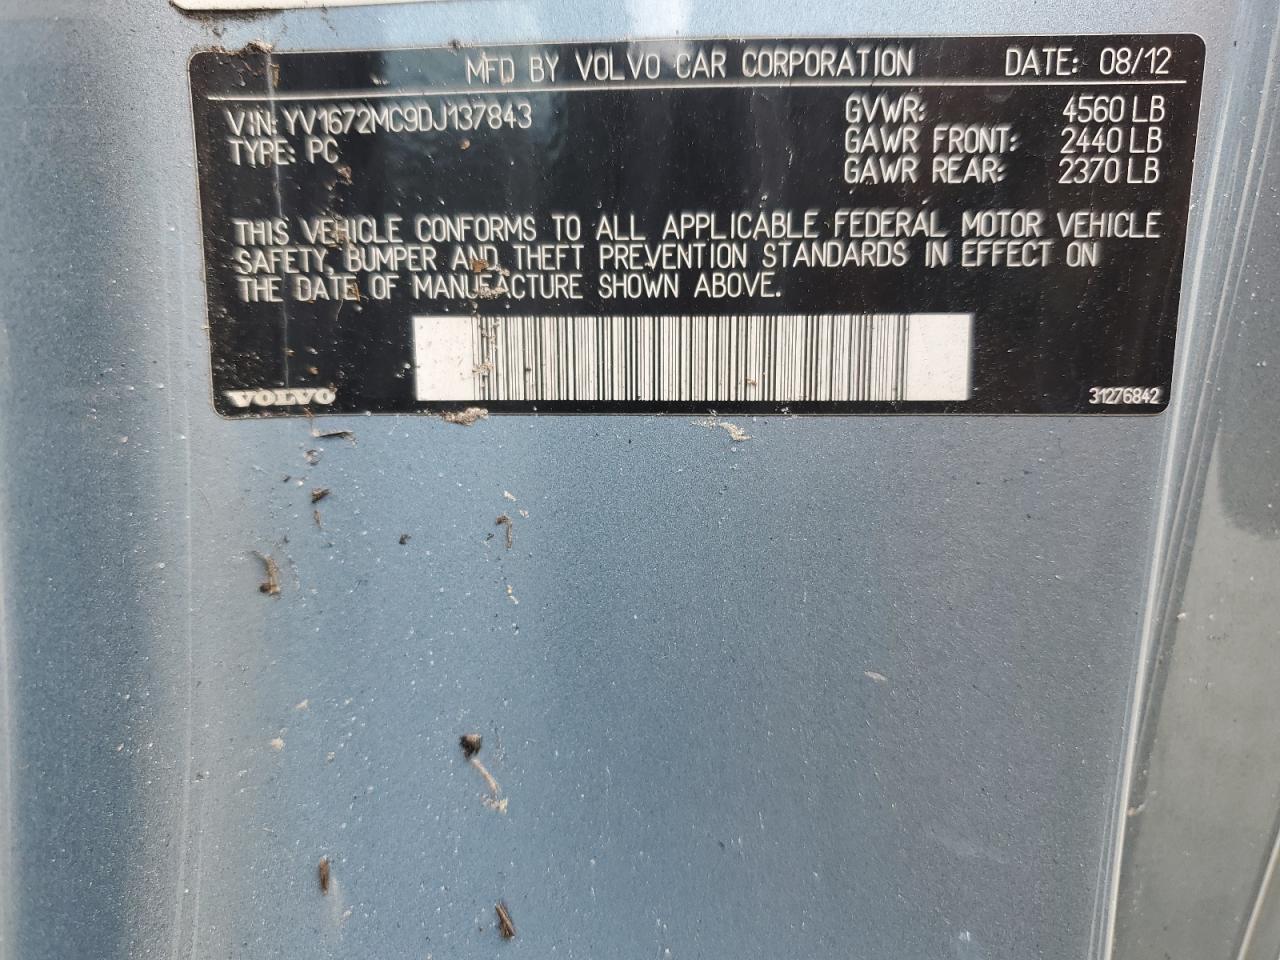 MFD BY VOLVO CAR CORPORATION DATE: 08/12
VIN: YV1672MC9DJ137843 GVWR: 4560 LB
TYPE: PC GAWR FRONT: 2440 LB
GAWR REAR: 2370 LB
THIS VEHICLE CONFORMS TO ALL APPLICABLE FEDERAL MOTOR VEHICLE
SAFETY, BUMPER AND THEFT PREVENTION STANDARDS IN EFFECT ON
THE DATE OF MANUFACTURE SHOWN ABOVE.
VOLVO 31276842